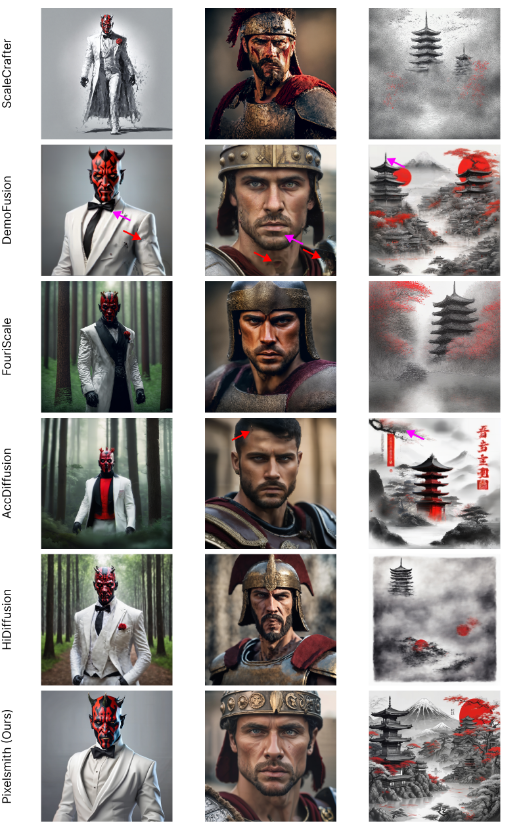 ScaleCrafter
DemoFusion
FouriScale
AccDiffusion
HiDiffusion
Pixelsmith (Ours)